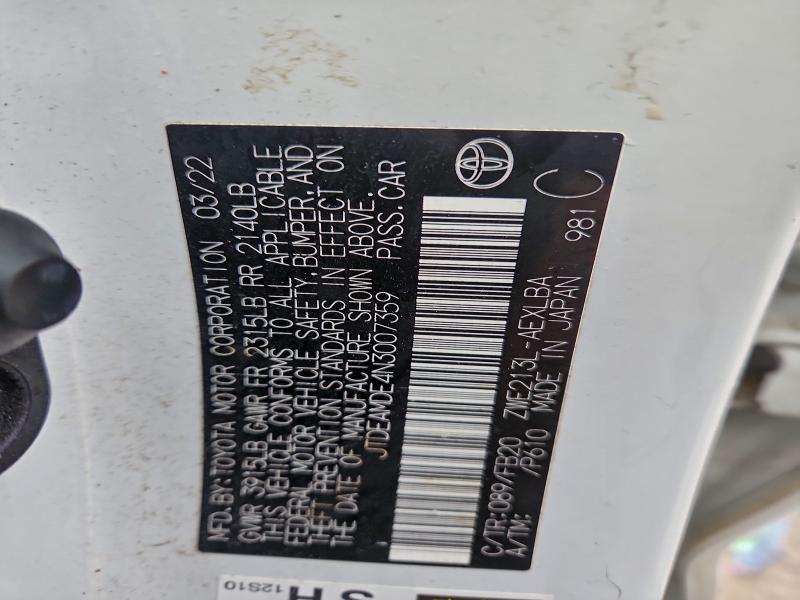 MFD.BY: TOYOTA MOTOR CORPORATION 03/22
GVWR 3915LB GAWR FR 2315LB RR 2140LB
THIS VEHICLE CONFORMS TO ALL APPLICABLE
FEDERAL MOTOR VEHICLE SAFETY, BUMPER, AND
THEFT PREVENTION STANDARDS IN EFFECT ON
THE DATE OF MANUFACTURE SHOWN ABOVE.
JTDEAMDE4N3007359 PASS.CAR
C/TR: 089/FB20 ZWE213L-AEXLBA
A/TM: /P610 MADE IN JAPAN 981 C
12S10